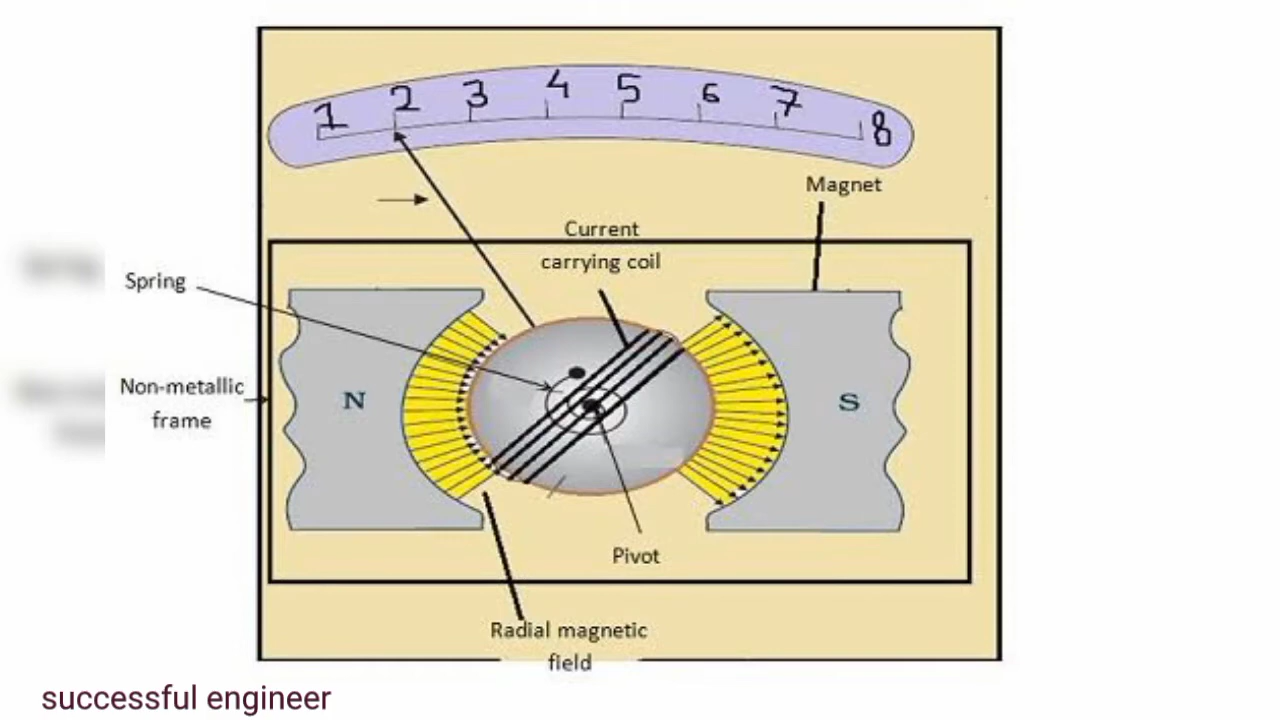 1 2 3 4 5 6 7 8
Magnet
Current
carrying coil
Spring
Non-metallic
frame
N
S
Pivot
Radial magnetic
field
successful engineer